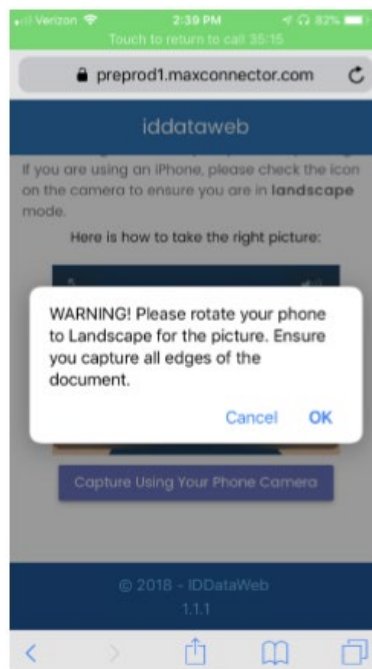 Verizon 2:39 PM 82%
Touch to return to call 35:15
preprod1.maxconnector.com
iddataweb
If you are using an iPhone, please check the icon
on the camera to ensure you are in landscape
mode.
Here is how to take the right picture:
WARNING! Please rotate your phone
to Landscape for the picture. Ensure
you capture all edges of the
document.
Cancel OK
Capture Using Your Phone Camera
© 2018 - IDDataWeb
1.1.1